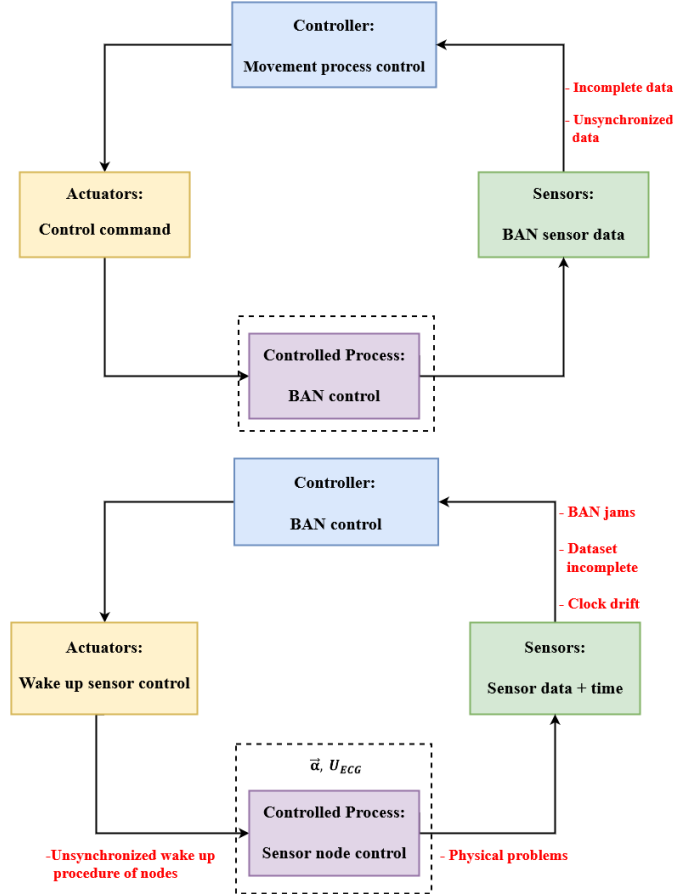 Controller:
Movement process control
- Incomplete data
- Unsynchronized
data
Actuators:
Control command
Sensors:
BAN sensor data
Controlled Process:
BAN control
Controller:
BAN control
- BAN jams
- Dataset
incomplete
- Clock drift
Actuators:
Wake up sensor control
Sensors:
Sensor data + time
α⃗, U_ECG
Controlled Process:
Sensor node control
-Unsynchronized wake up
procedure of nodes
- Physical problems